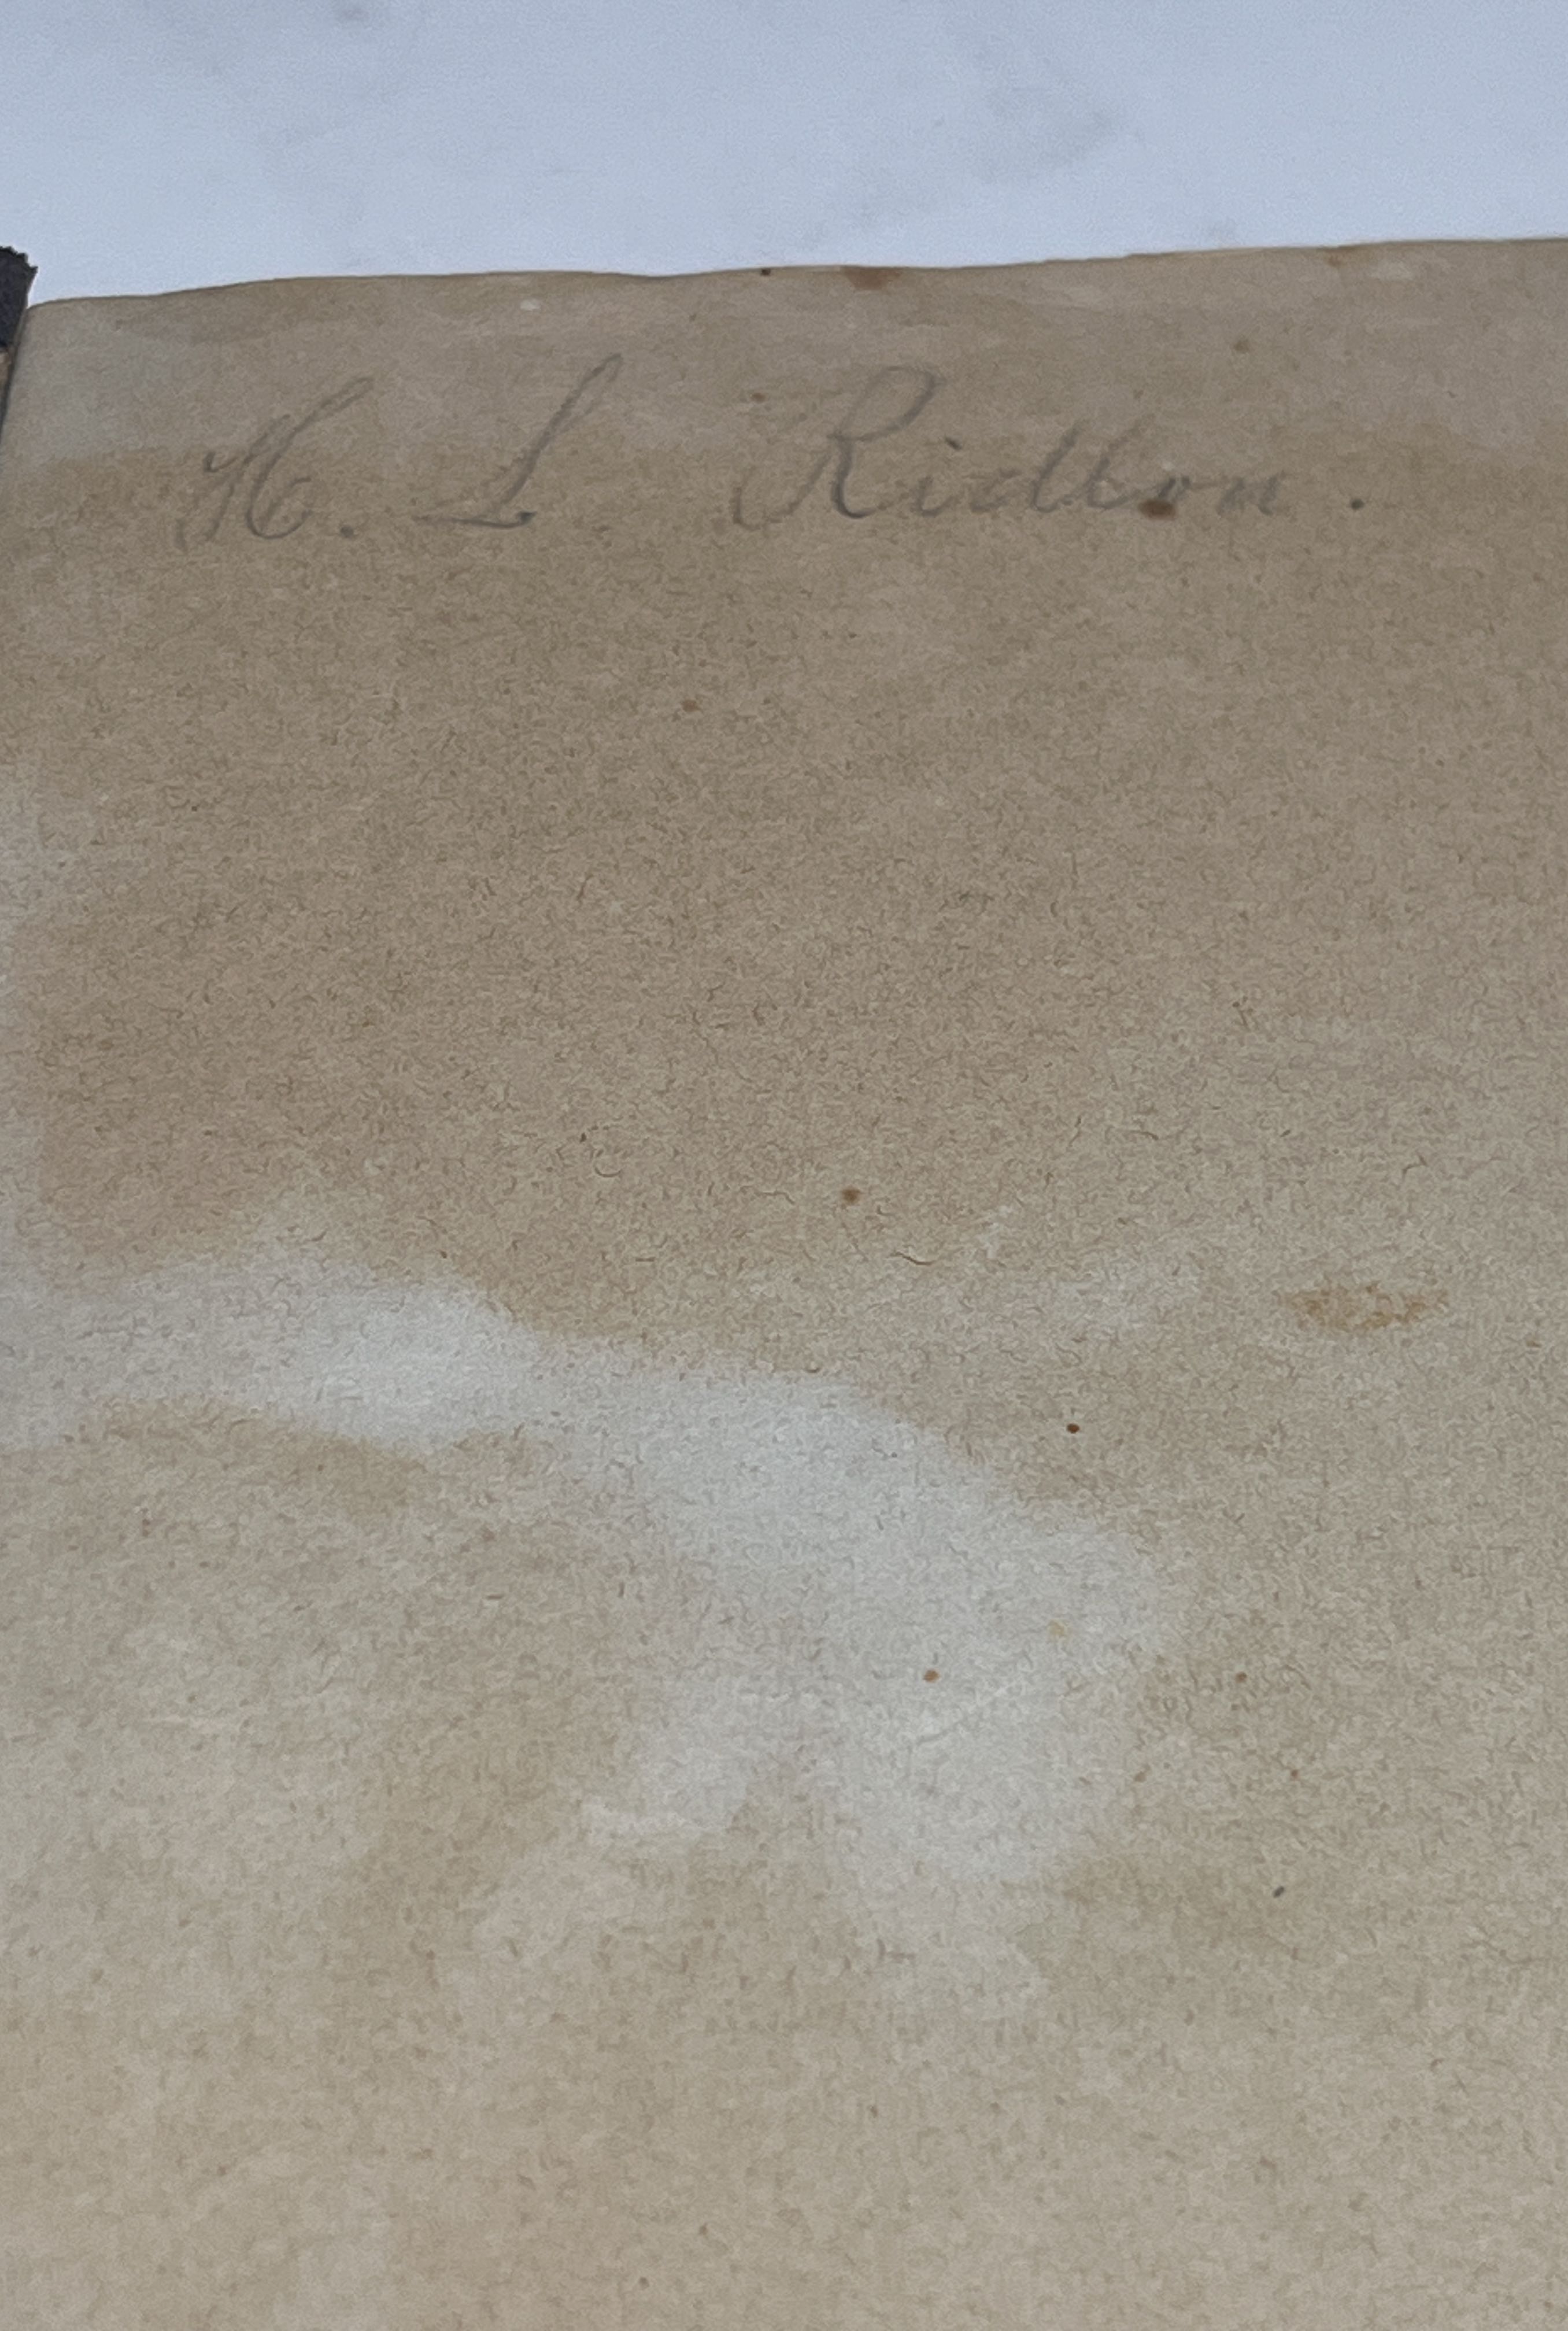 H. L Ridlon.